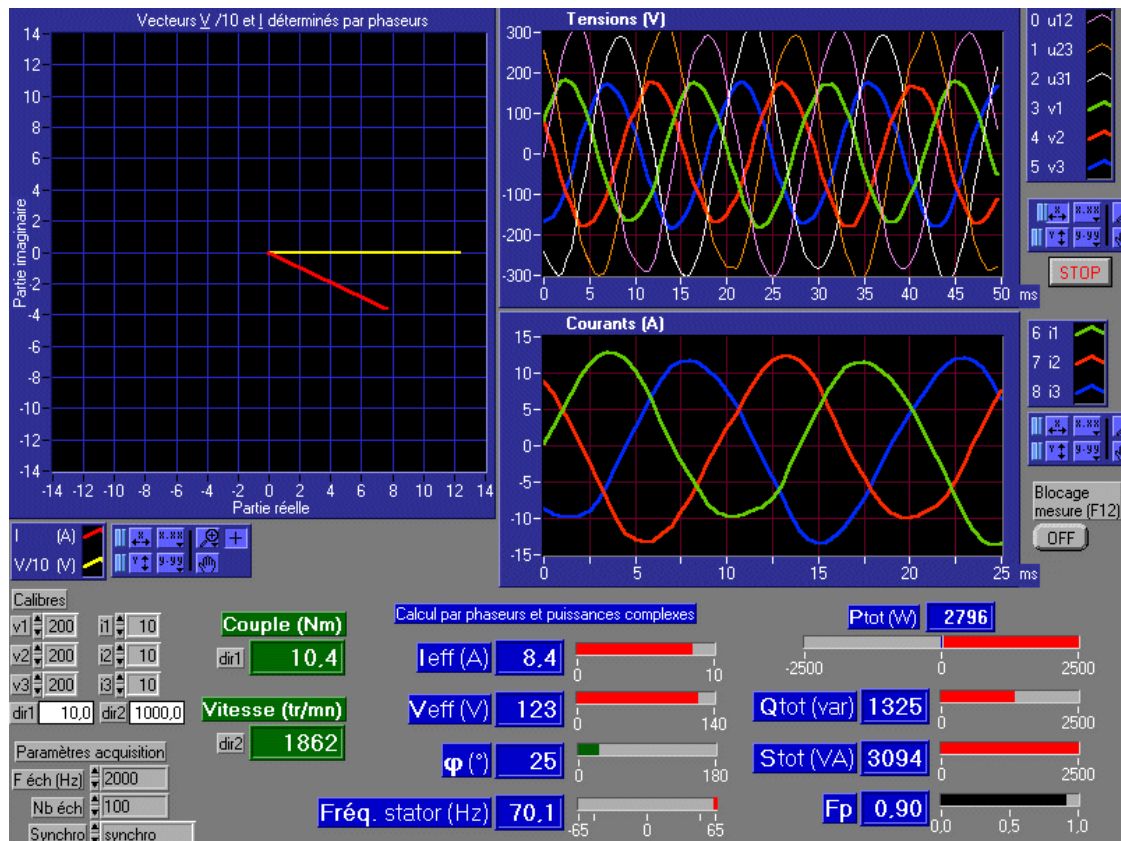 Vecteurs V /10 et I déterminés par phaseurs
14
12
10
8
6
4
2
0
-2
-4
-6
-8
-10
-12
-14
Partie imaginaire
-14 -12 -10 -8 -6 -4 -2 0 2 4 6 8 10 12 14
Partie réelle
I (A)
V/10 (V)
Tensions (V)
300
200
100
0
-100
-200
-300
0 5 10 15 20 25 30 35 40 45 50 ms
0 u12
1 u23
2 u31
3 v1
4 v2
5 v3
X X.XX
Y Y.YY
STOP
Courants (A)
15
10
5
0
-5
-10
-15
0 5 10 15 20 25 ms
6 i1
7 i2
8 i3
X X.XX
Y Y.YY
Blocage
mesure (F12)
OFF
X X.XX
Y Y.YY
Calibres
v1 200 i1 10
v2 200 i2 10
v3 200 i3 10
dir1 10,0 dir2 1000,0
Paramètres acquisition
F éch (Hz) 2000
Nb éch 100
Synchro synchro
Couple (Nm)
dir1 10,4
Vitesse (tr/mn)
dir2 1862
Calcul par phaseurs et puissances complexes
Ieff (A) 8,4
0 10
Veff (V) 123
0 140
φ (°) 25
0 180
Fréq. stator (Hz) 70,1
-65 0 65
Ptot (W) 2796
-2500 0 2500
Qtot (var) 1325
0 2500
Stot (VA) 3094
0 2500
Fp 0,90
0,0 0,5 1,0